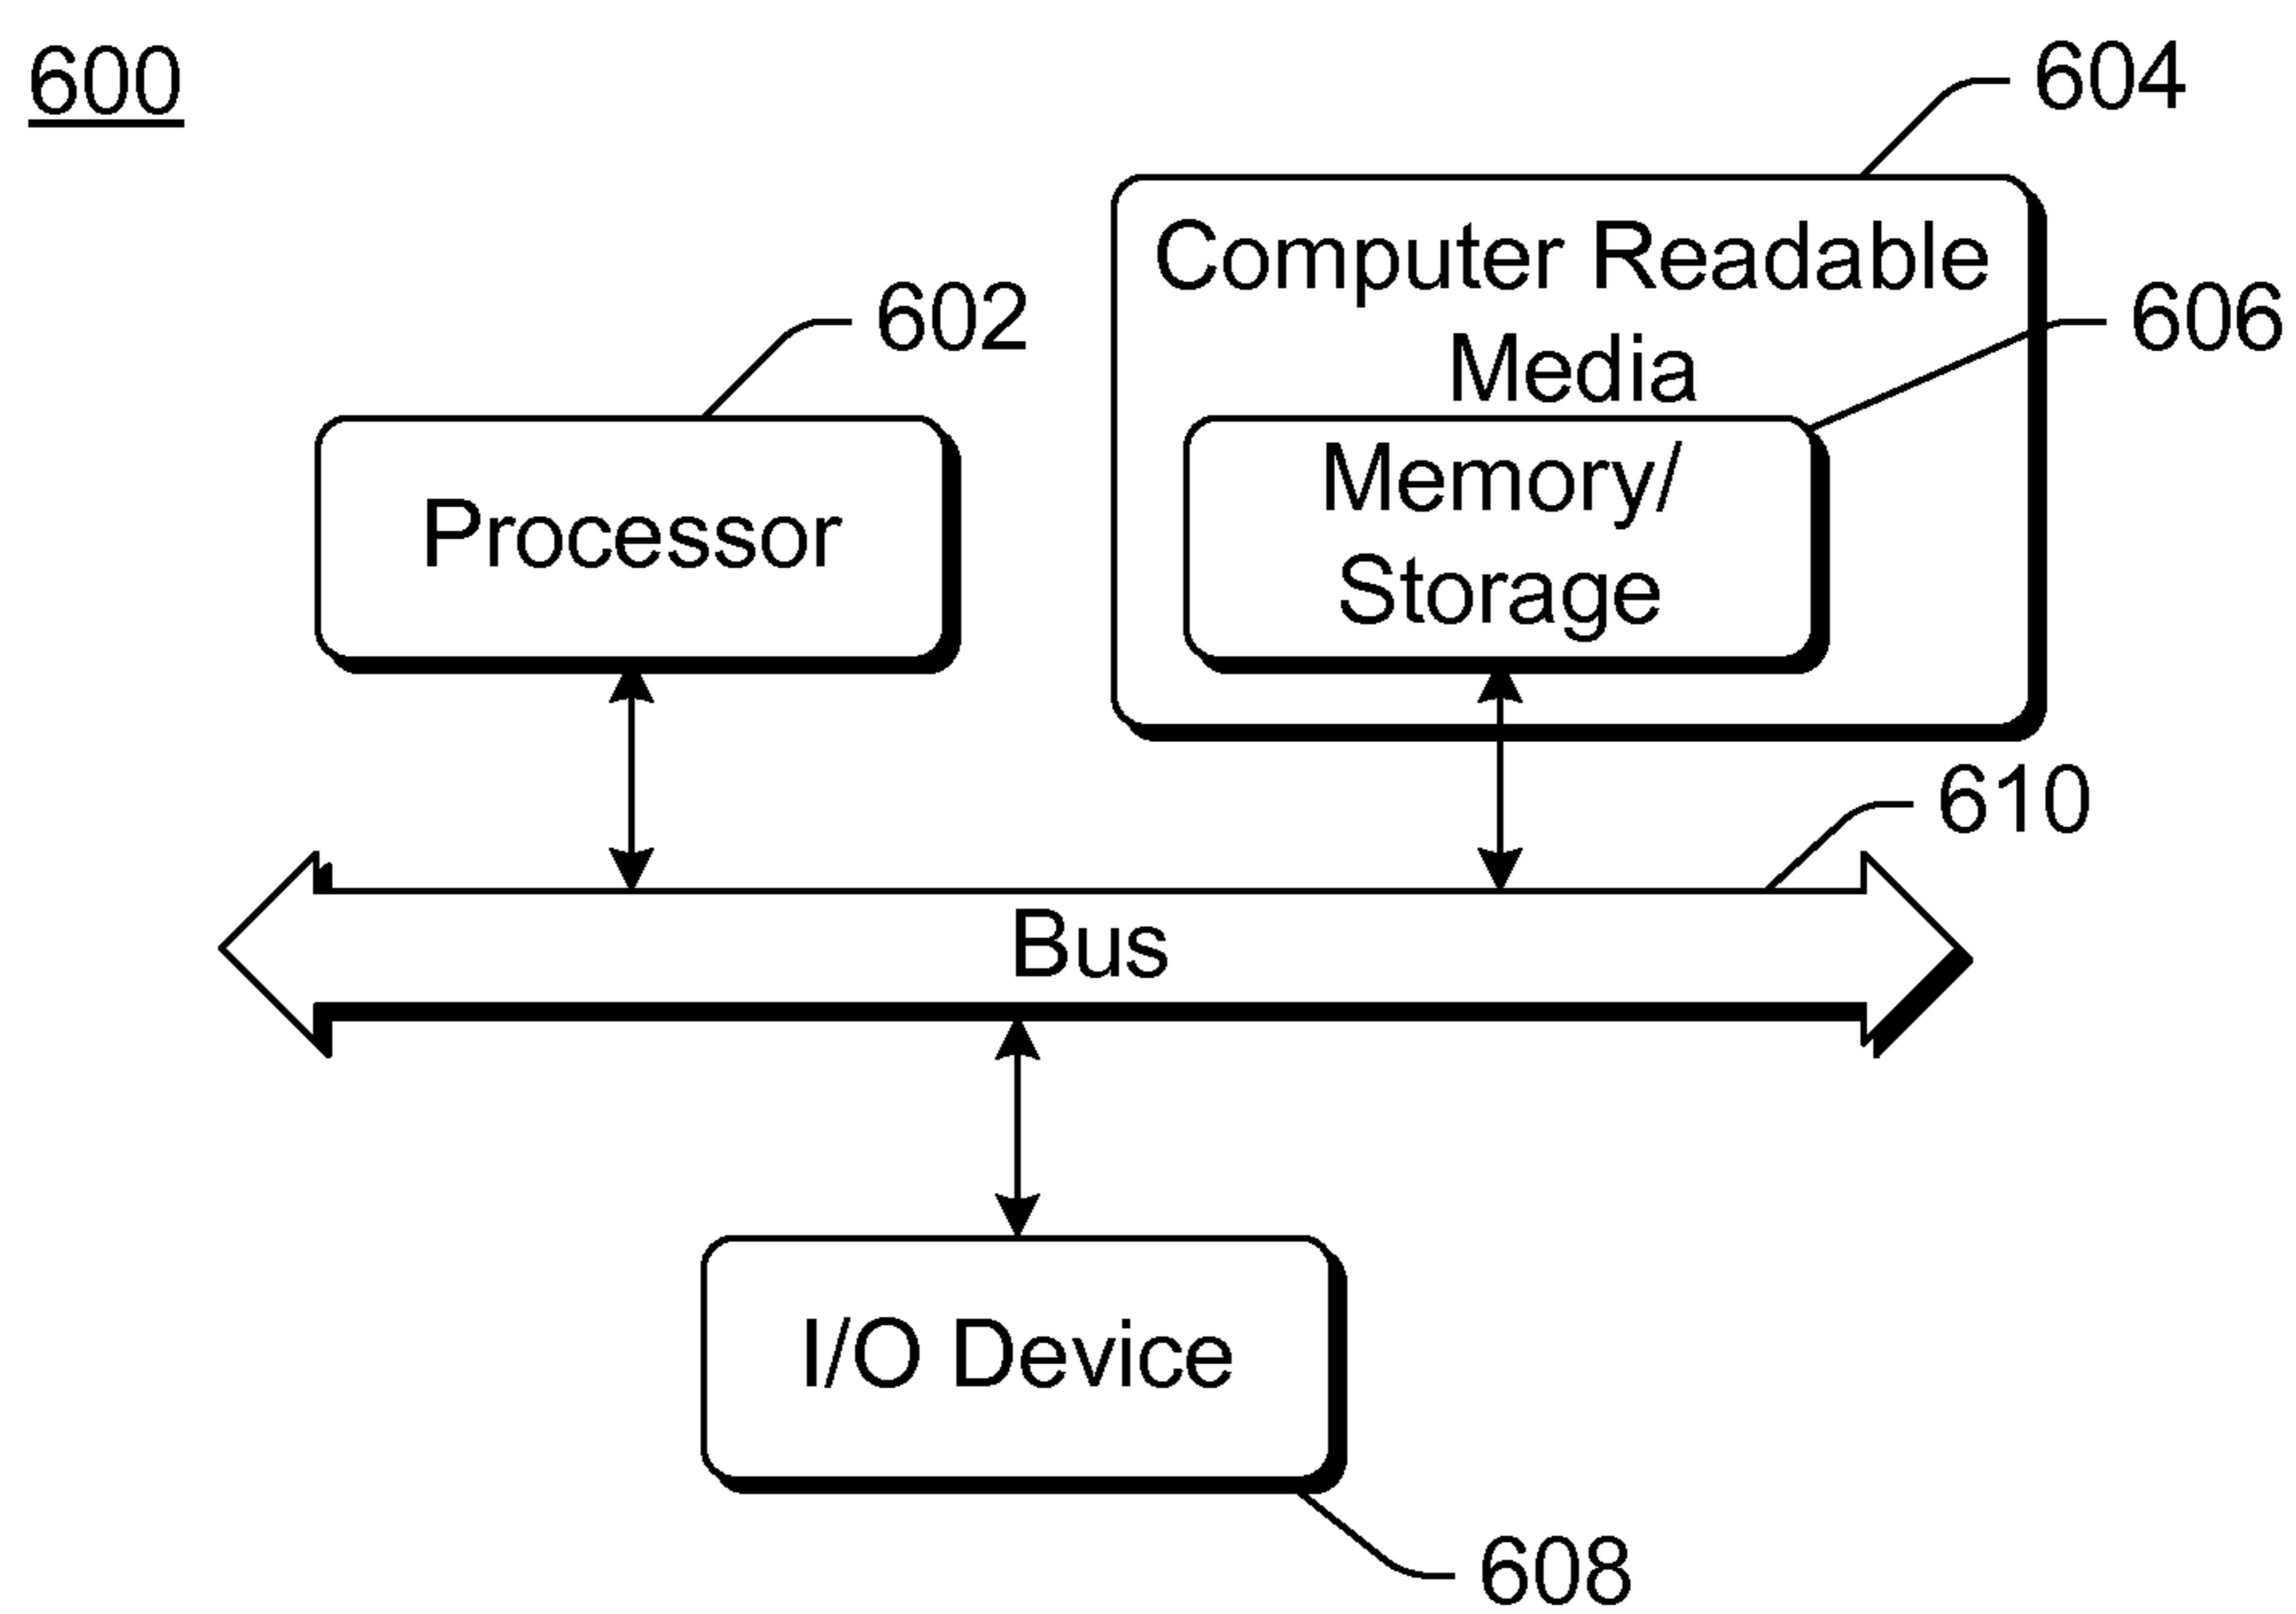 600
604
Computer Readable
Media
606
602
Processor
Memory/
Storage
610
Bus
I/O Device
608